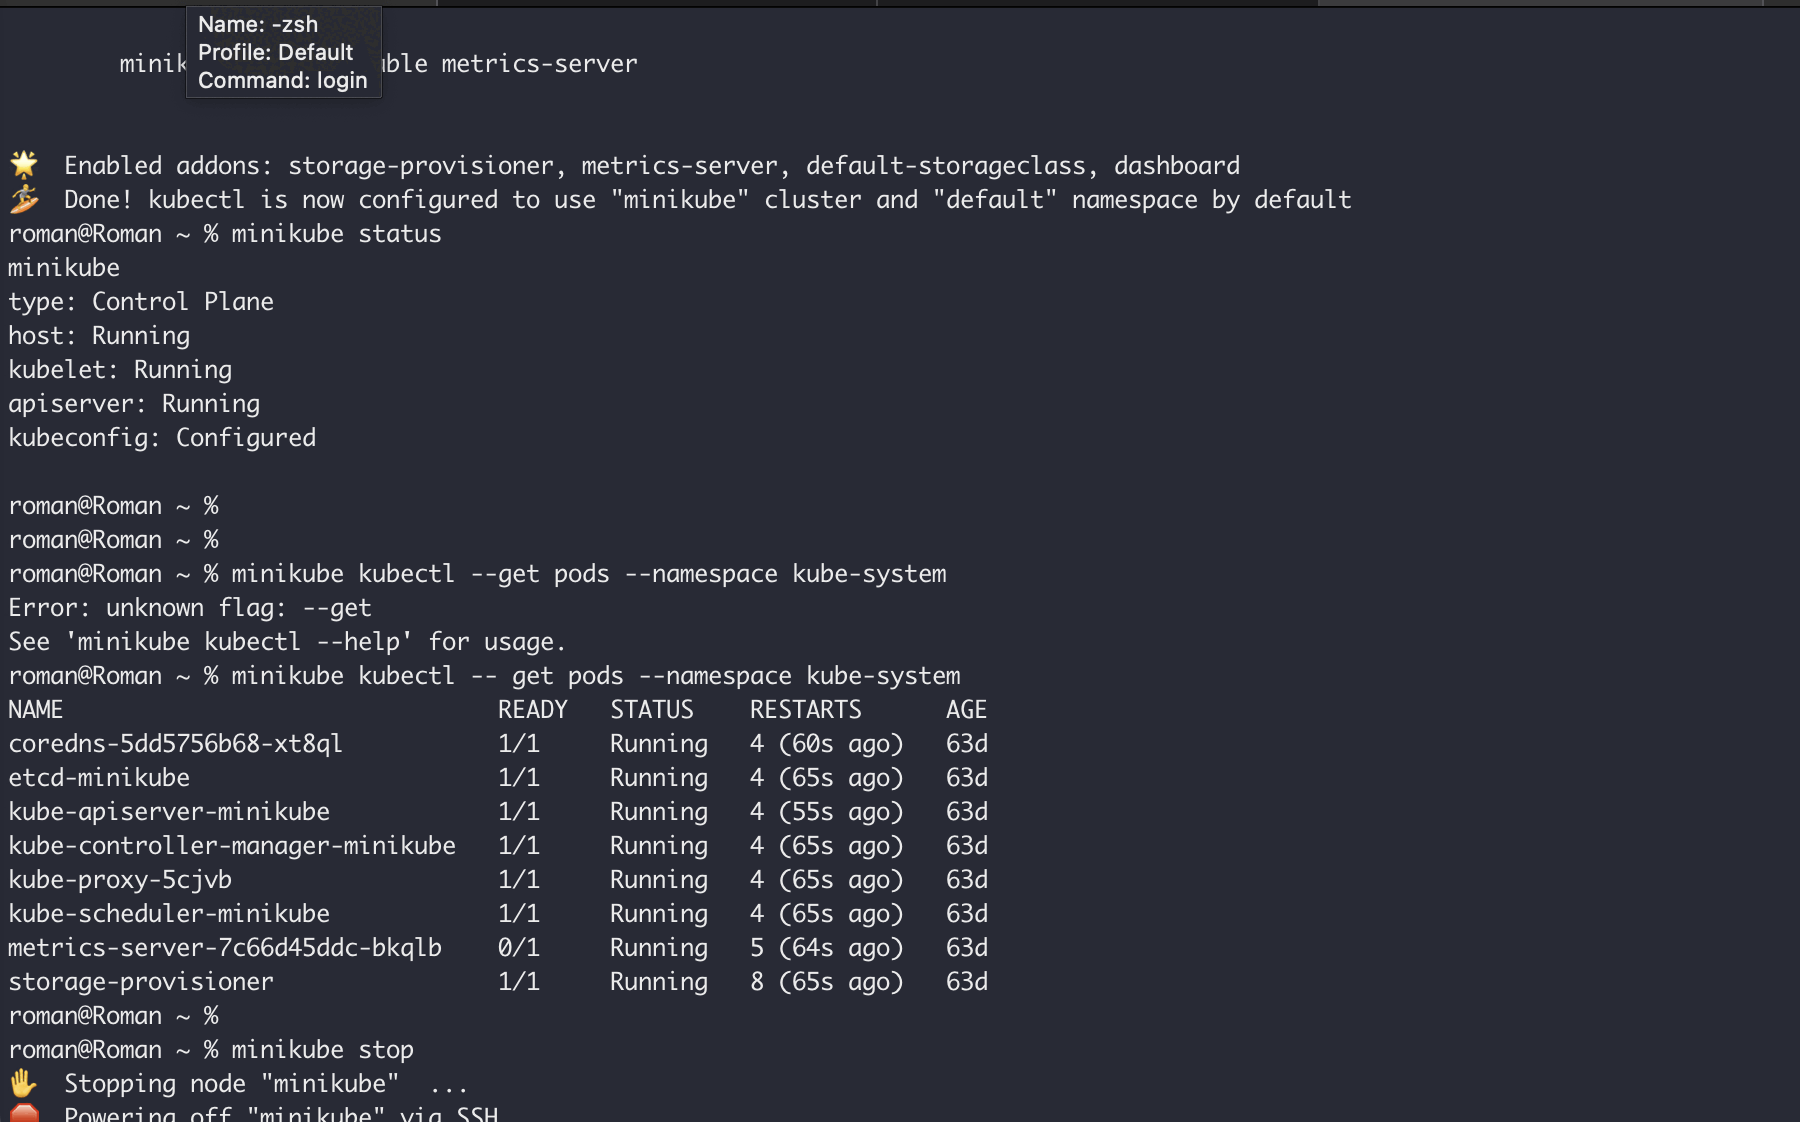 Name: -zsh
Profile: Default
Command: login
minik ble metrics-server
Enabled addons: storage-provisioner, metrics-server, default-storageclass, dashboard
Done! kubectl is now configured to use "minikube" cluster and "default" namespace by default
roman@Roman ~ % minikube status
minikube
type: Control Plane
host: Running
kubelet: Running
apiserver: Running
kubeconfig: Configured
roman@Roman ~ %
roman@Roman ~ %
roman@Roman ~ % minikube kubectl --get pods --namespace kube-system
Error: unknown flag: --get
See 'minikube kubectl --help' for usage.
roman@Roman ~ % minikube kubectl -- get pods --namespace kube-system
NAME READY STATUS RESTARTS AGE
coredns-5dd5756b68-xt8ql 1/1 Running 4 (60s ago) 63d
etcd-minikube 1/1 Running 4 (65s ago) 63d
kube-apiserver-minikube 1/1 Running 4 (55s ago) 63d
kube-controller-manager-minikube 1/1 Running 4 (65s ago) 63d
kube-proxy-5cjvb 1/1 Running 4 (65s ago) 63d
kube-scheduler-minikube 1/1 Running 4 (65s ago) 63d
metrics-server-7c66d45ddc-bkqlb 0/1 Running 5 (64s ago) 63d
storage-provisioner 1/1 Running 8 (65s ago) 63d
roman@Roman ~ %
roman@Roman ~ % minikube stop
Stopping node "minikube" ...
Powering off "minikube" via SSH